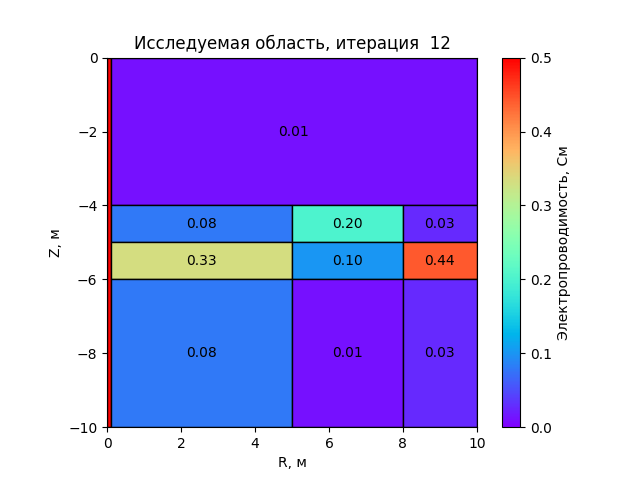 Исследуемая область, итерация 12
0
−2
−4
−6
−8
−10
Z, м
0.01
0.08 0.20 0.03
0.33 0.10 0.44
0.08 0.01 0.03
0 2 4 6 8 10
R, м
0.5
0.4
0.3
0.2
0.1
0.0
Электропроводимость, См